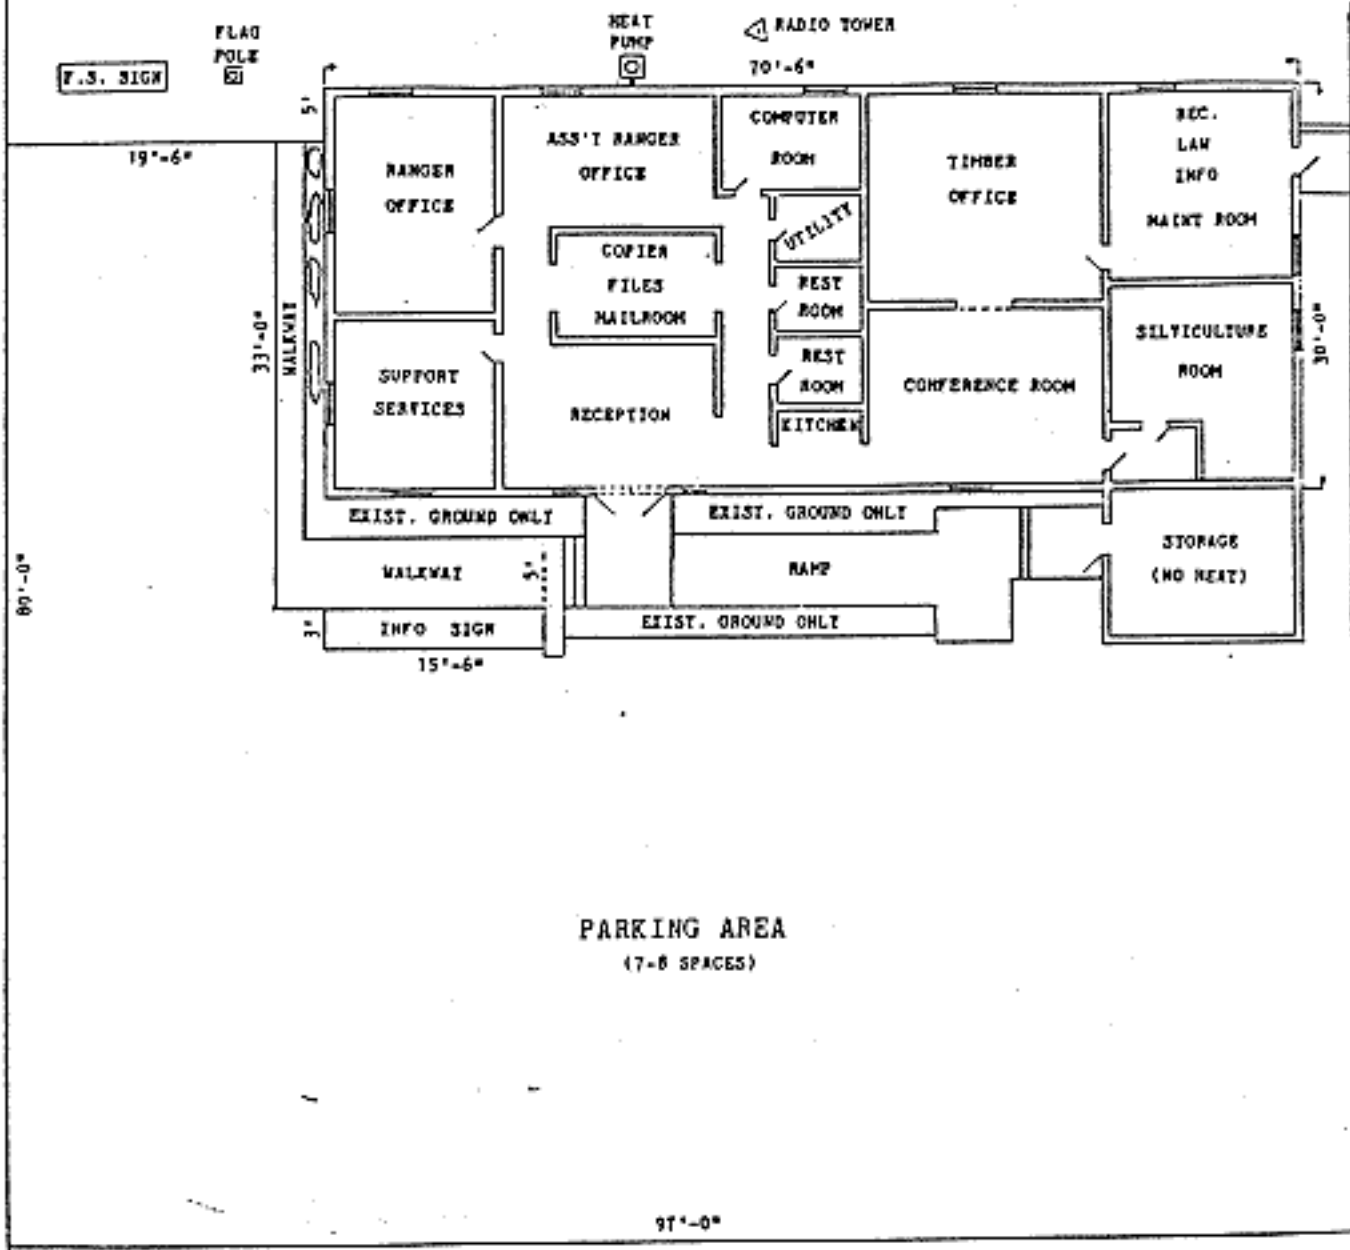 FLAG
POLE
F.S. SIGN
HEAT
PUMP
RADIO TOWER
70'-6"
5'
19'-6"
RANGER
OFFICE
ASS'T RANGER
OFFICE
COMPUTER
ROOM
TIMBER
OFFICE
REC.
LAW
INFO
MAINT ROOM
UTILITY
COPIER
FILES
MAILROOM
REST
ROOM
REST
ROOM
KITCHEN
33'-0"
WALKWAY
SUPPORT
SERVICES
RECEPTION
CONFERENCE ROOM
SILVICULTURE
ROOM
30'-0"
EXIST. GROUND ONLY
EXIST. GROUND ONLY
WALKWAY
5'
RAMP
STORAGE
(NO HEAT)
80'-0"
3'
INFO SIGN
EXIST. GROUND ONLY
15'-6"
PARKING AREA
(7-8 SPACES)
97'-0"